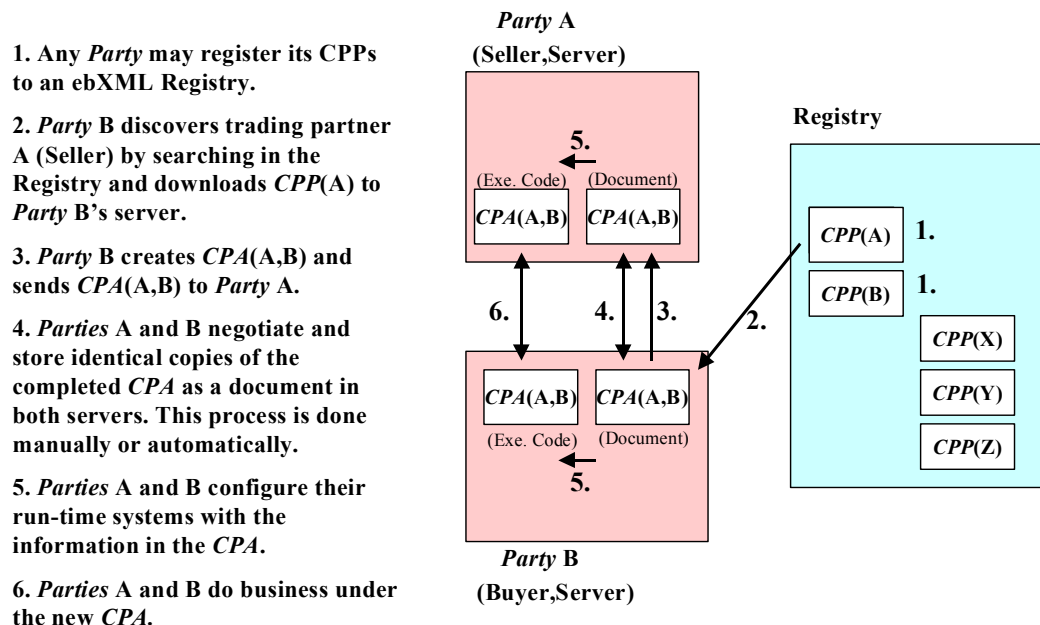 1. Any Party may register its CPPs
to an ebXML Registry.
2. Party B discovers trading partner
A (Seller) by searching in the
Registry and downloads CPP(A) to
Party B’s server.
3. Party B creates CPA(A,B) and
sends CPA(A,B) to Party A.
4. Parties A and B negotiate and
store identical copies of the
completed CPA as a document in
both servers. This process is done
manually or automatically.
5. Parties A and B configure their
run-time systems with the
information in the CPA.
6. Parties A and B do business under
the new CPA.
Party A
(Seller,Server)
5.
(Exe. Code)
(Document)
CPA(A,B)
CPA(A,B)
6.
4.
3.
2.
CPA(A,B)
CPA(A,B)
(Exe. Code)
(Document)
5.
Party B
(Buyer,Server)
Registry
CPP(A)
1.
CPP(B)
1.
CPP(X)
CPP(Y)
CPP(Z)